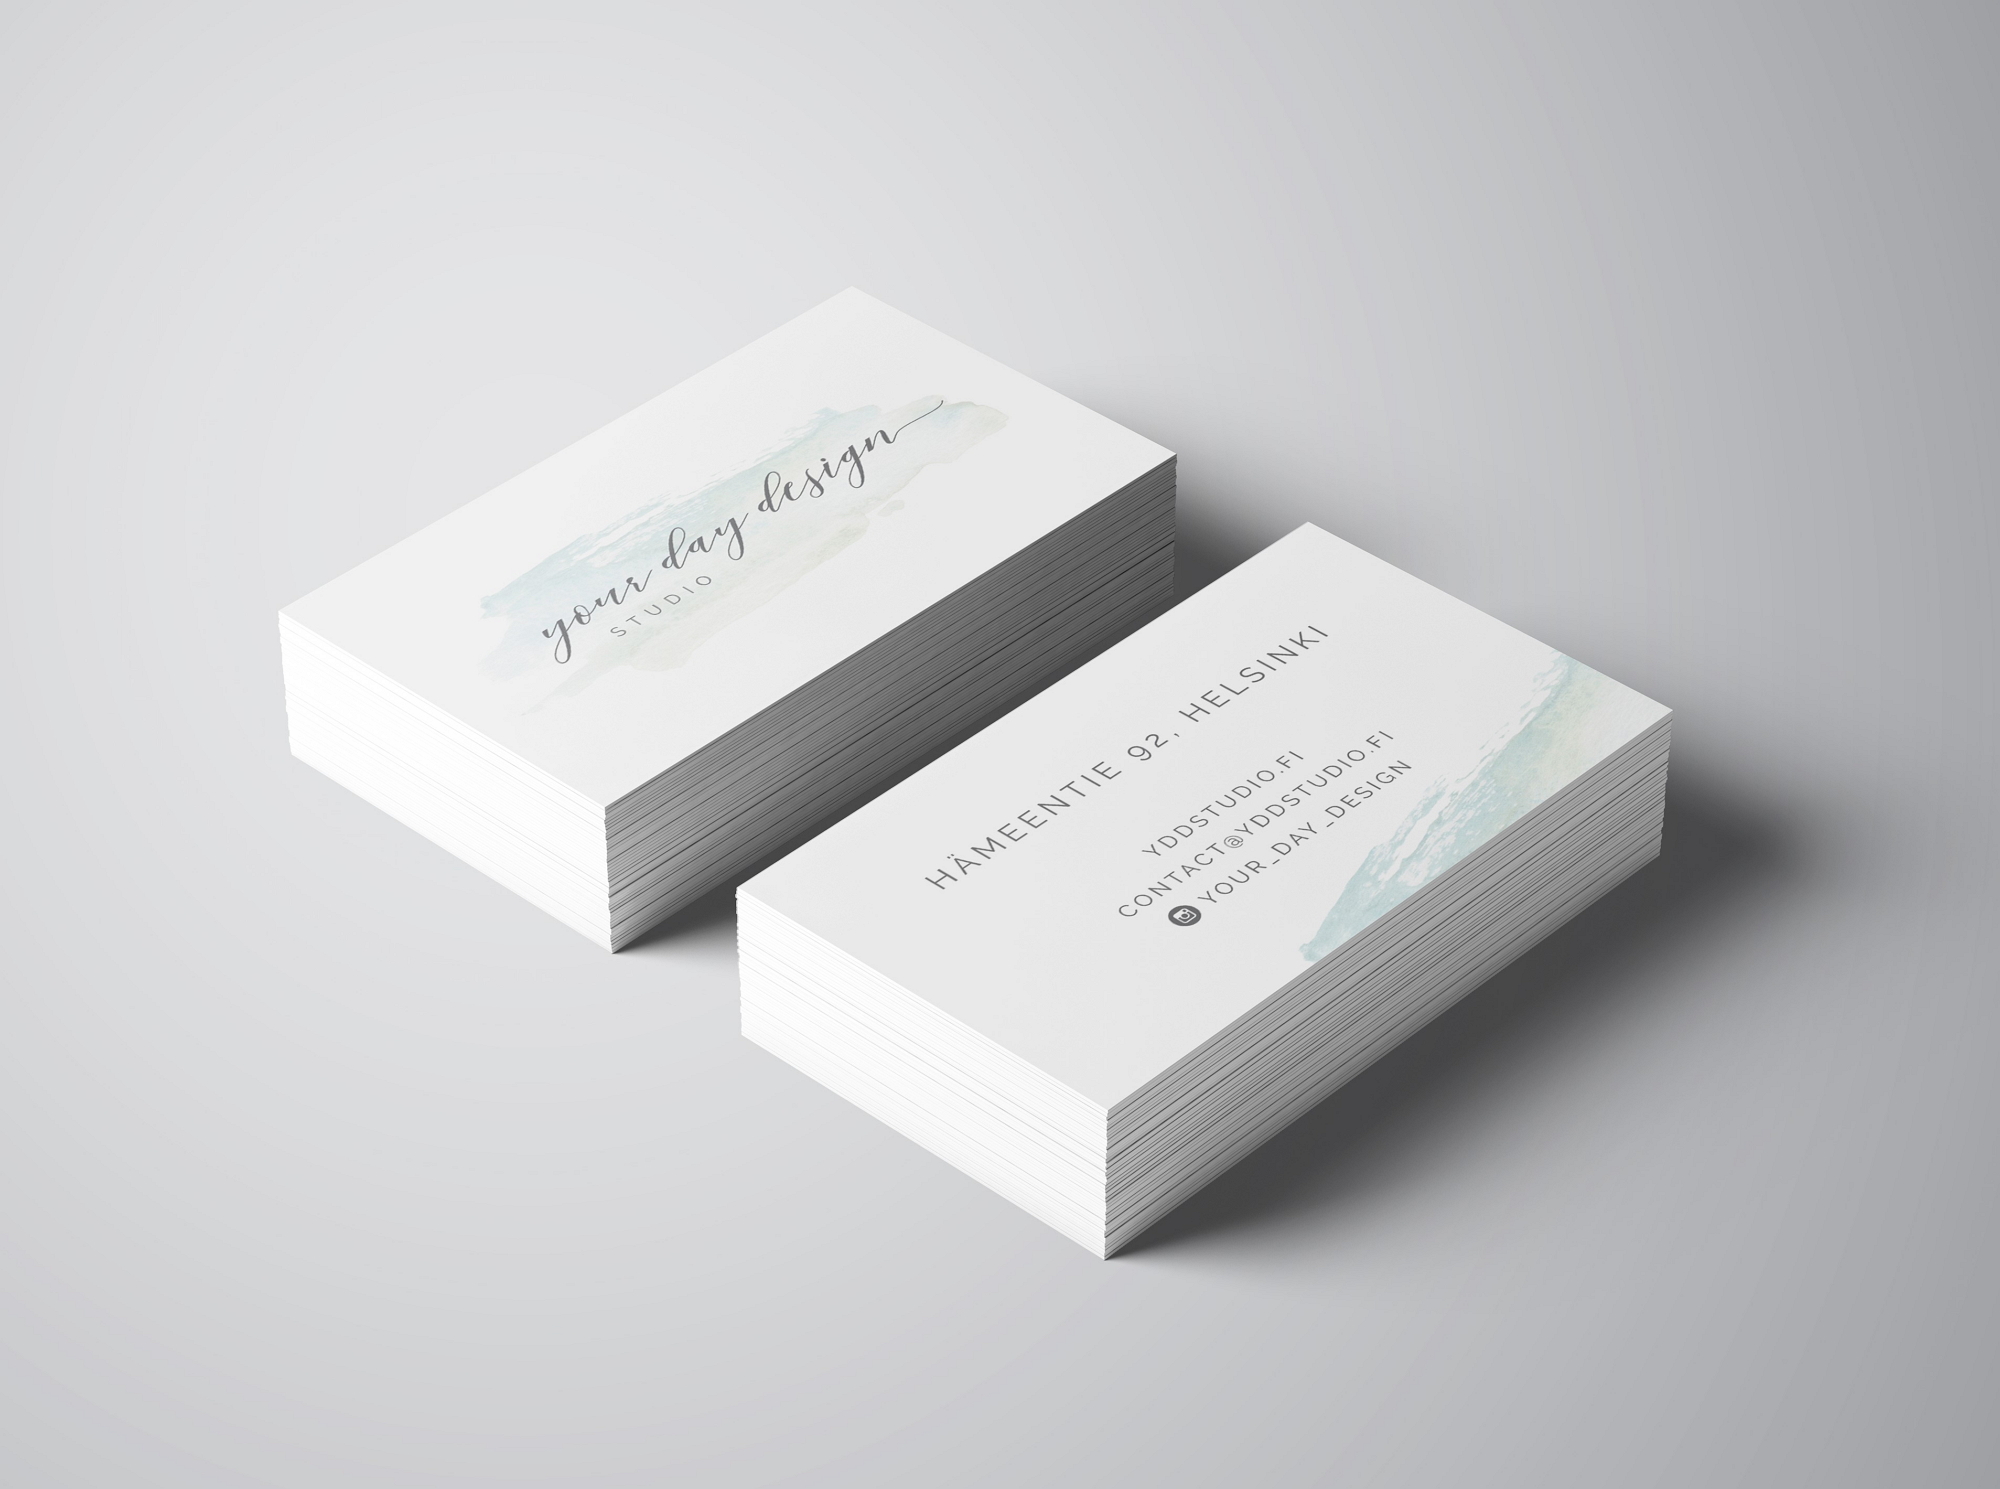 your day design
STUDIO
HÄMEENTIE 92, HELSINKI
YDDSTUDIO.FI
CONTACT@YDDSTUDIO.FI
YOUR_DAY_DESIGN